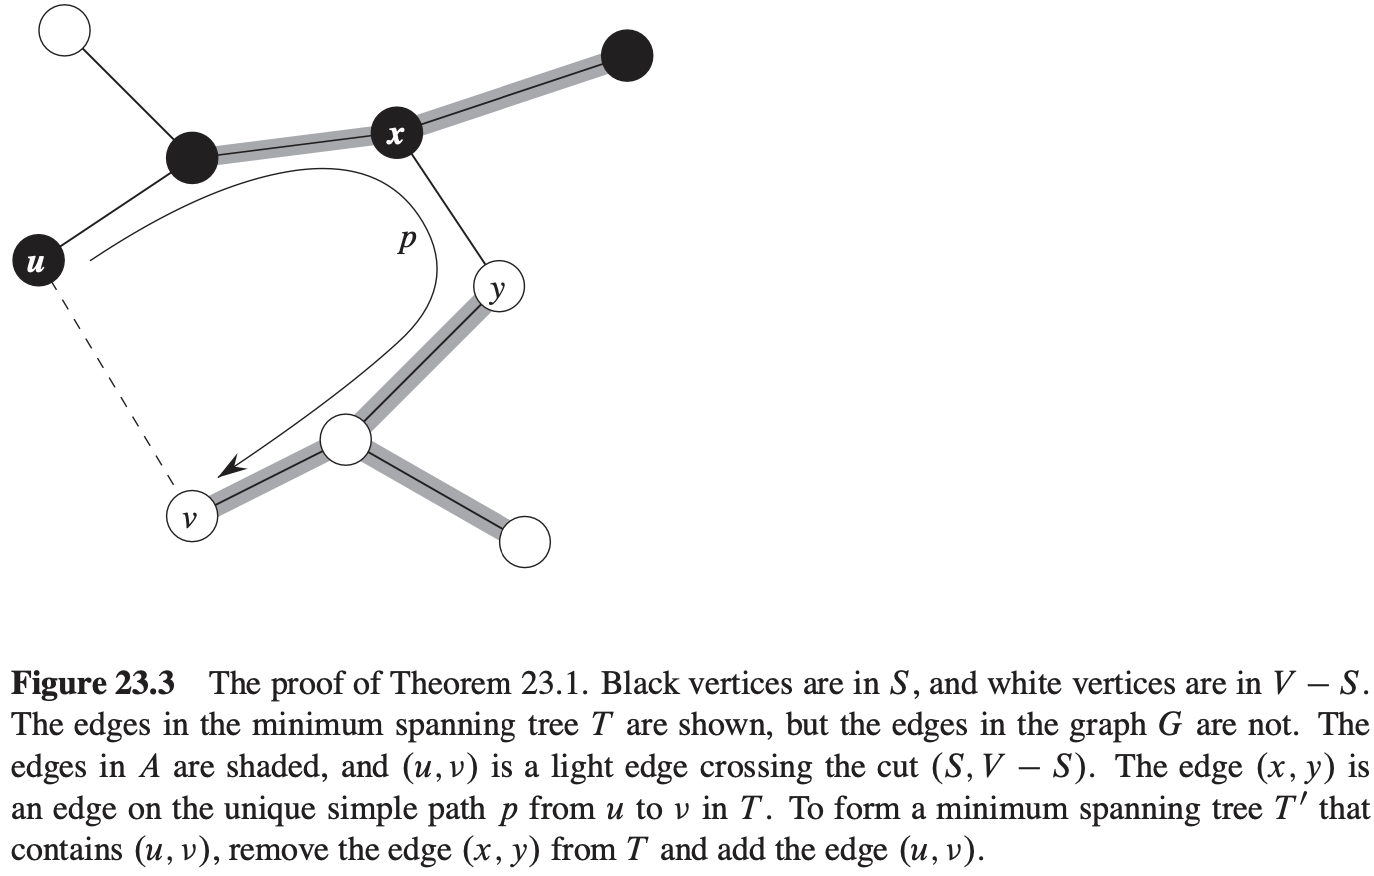 x
p
u
y
v
Figure 23.3 The proof of Theorem 23.1. Black vertices are in S, and white vertices are in V − S.
The edges in the minimum spanning tree T are shown, but the edges in the graph G are not. The
edges in A are shaded, and (u, v) is a light edge crossing the cut (S, V − S). The edge (x, y) is
an edge on the unique simple path p from u to v in T. To form a minimum spanning tree T′ that
contains (u, v), remove the edge (x, y) from T and add the edge (u, v).